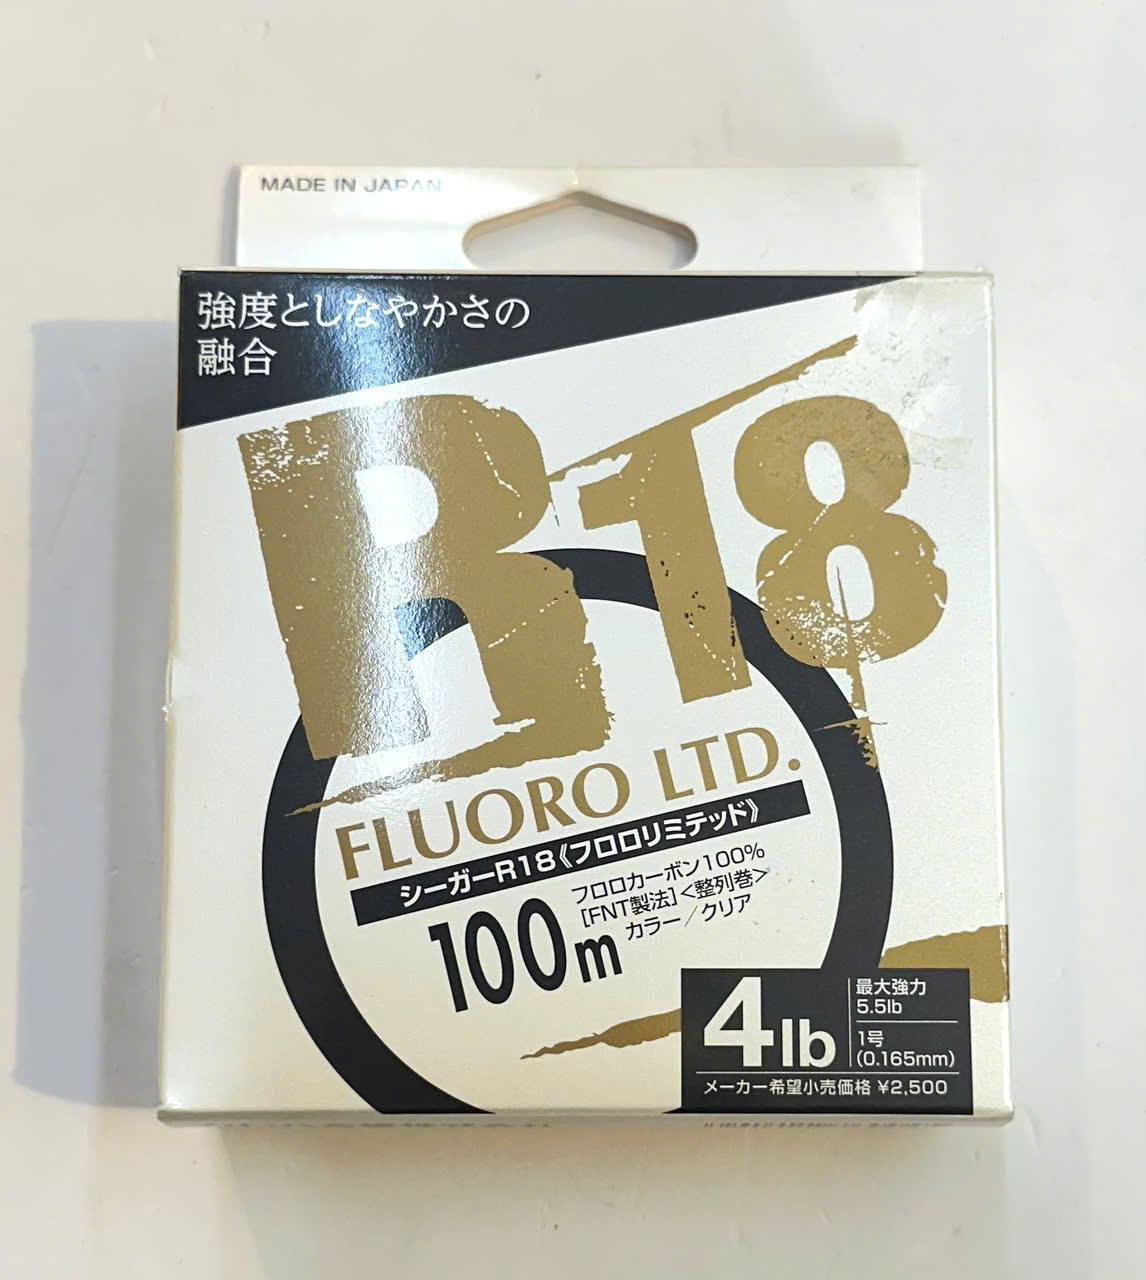 MADE IN JAPAN
強度としなやかさの
融合
R18
FLUORO LTD.
シーガーR18《フロロリミテッド》
100m
フロロカーボン100%
[FNT製法]<整列巻>
カラー／クリア
4lb
最大強力
5.5lb
1号
(0.165mm)
メーカー希望小売価格 ¥2,500